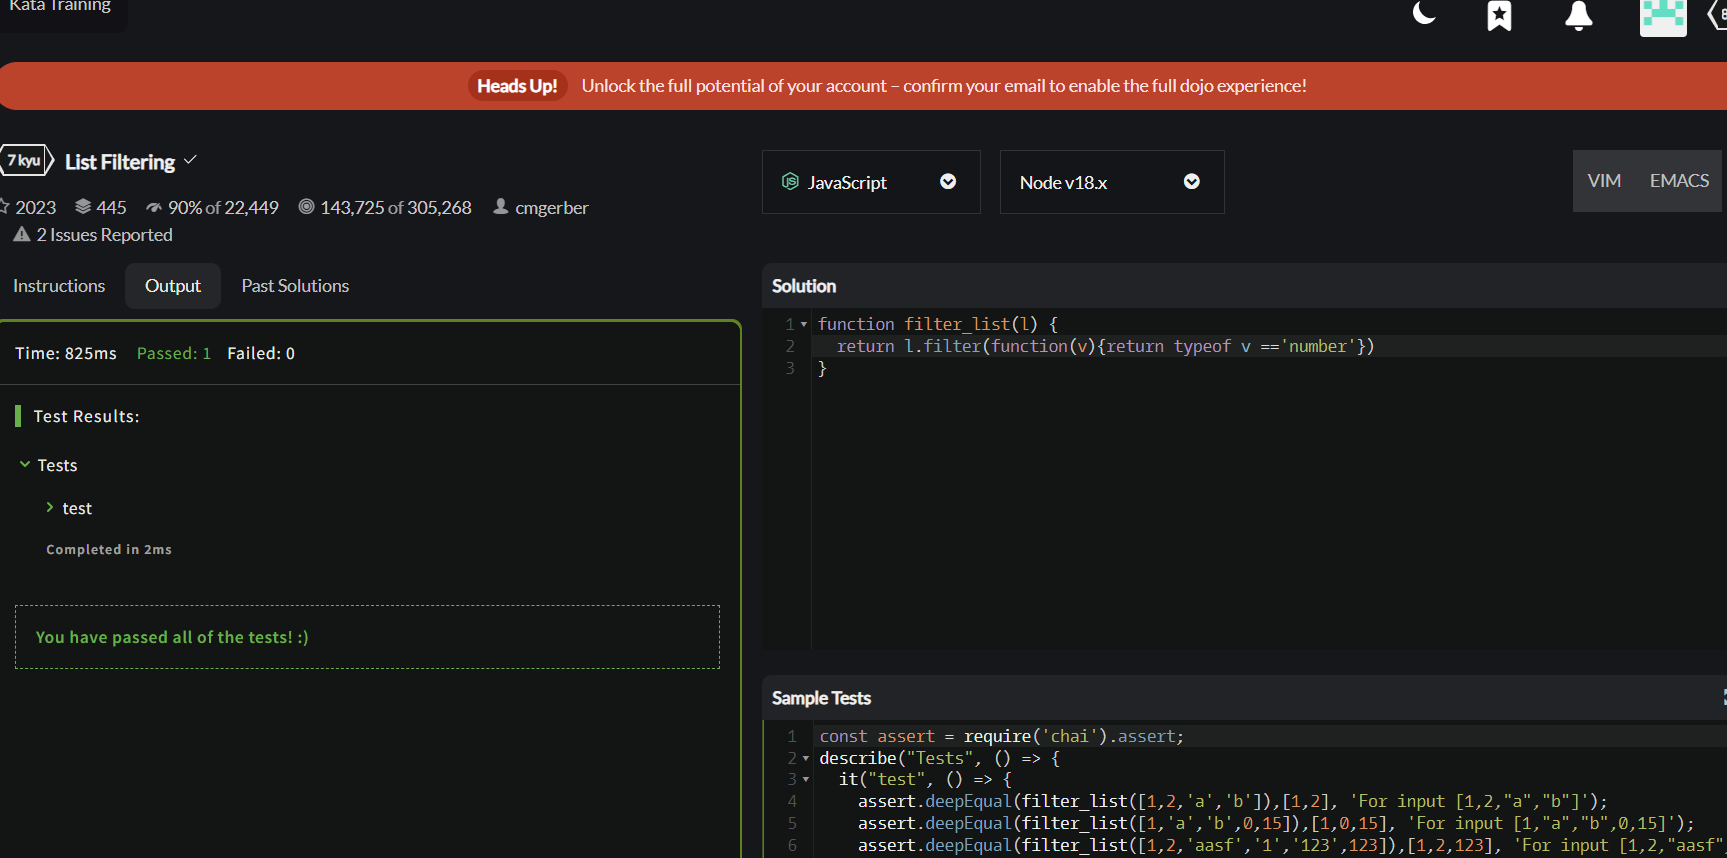 Kata Training
Heads Up! Unlock the full potential of your account – confirm your email to enable the full dojo experience!
7 kyu List Filtering
2023 445 90% of 22,449 143,725 of 305,268 cmgerber
2 Issues Reported
JavaScript
Node v18.x
VIM EMACS
Instructions Output Past Solutions
Time: 825ms Passed: 1 Failed: 0
Test Results:
Tests
test
Completed in 2ms
You have passed all of the tests! :)
Solution
1 function filter_list(l) {
2 return l.filter(function(v){return typeof v =='number'})
3 }
Sample Tests
1 const assert = require('chai').assert;
2 describe("Tests", () => {
3 it("test", () => {
4 assert.deepEqual(filter_list([1,2,'a','b']),[1,2], 'For input [1,2,"a","b"]');
5 assert.deepEqual(filter_list([1,'a','b',0,15]),[1,0,15], 'For input [1,"a","b",0,15]');
6 assert.deepEqual(filter_list([1,2,'aasf','1','123',123]),[1,2,123], 'For input [1,2,"aasf"